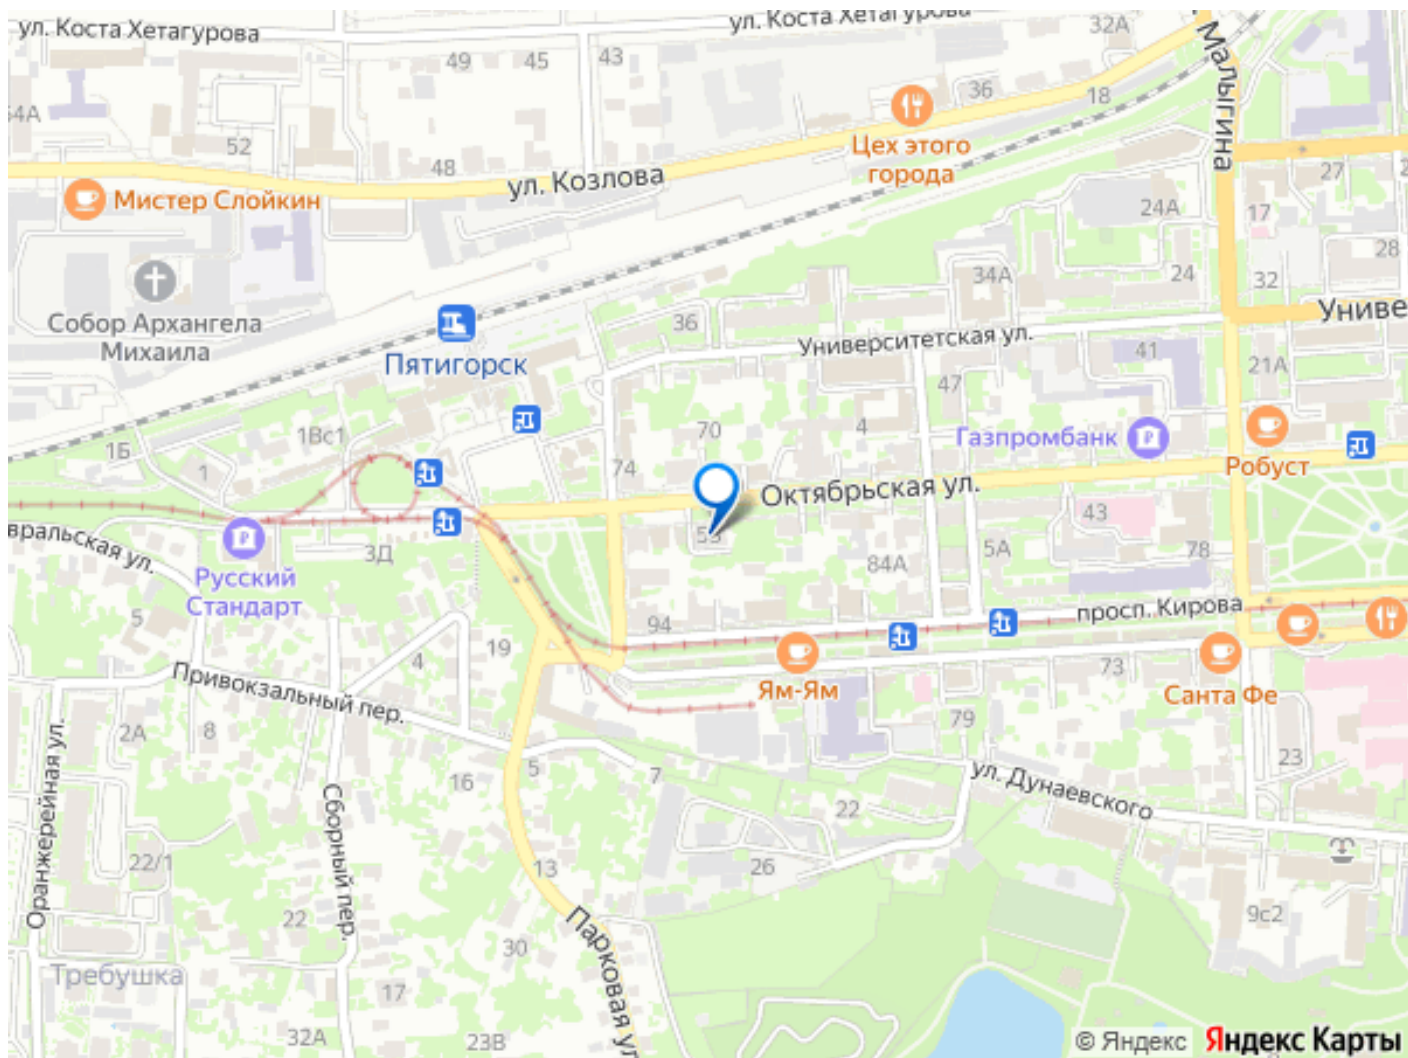 ул. Коста Хетагурова
ул. Коста Хетагурова
32А
49
45
43
36
18
Малыгина
54А
52
48
ул. Козлова
Цех этого
города
27
Мистер Слойкин
24А
17
28
Собор Архангела
Михаила
34А
24
32
Униве
36
Университетская ул.
41
21А
Пятигорск
47
1Вс1
70
4
Газпромбанк
1Б
1
74
Робуст
Октябрьская ул.
53
43
вральская ул.
3Д
84А
5А
78
Русский
Стандарт
просп. Кирова
5
94
19
4
73
Ям-Ям
Санта Фе
Привокзальный пер.
2А
8
79
23
16
5
7
ул. Дунаевского
22
Оранжерейная ул.
Сборный пер.
22/1
13
26
22
9с2
30
Парковая ул
Требушка
17
32А
23В
© Яндекс
Яндекс Карты